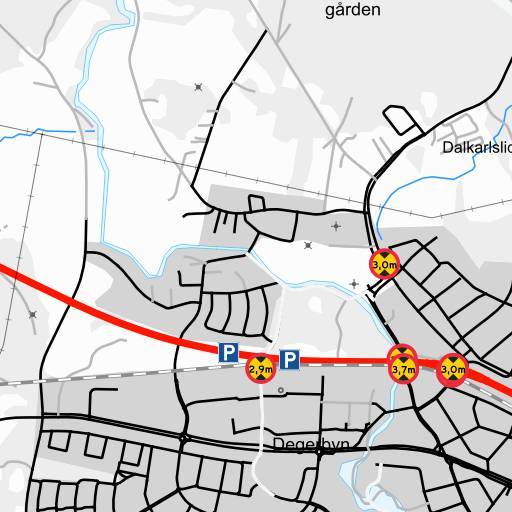 gården
Dalkarlslid
3,0m
P
P
2,9m
3,7m
3,0m
Degerbyn